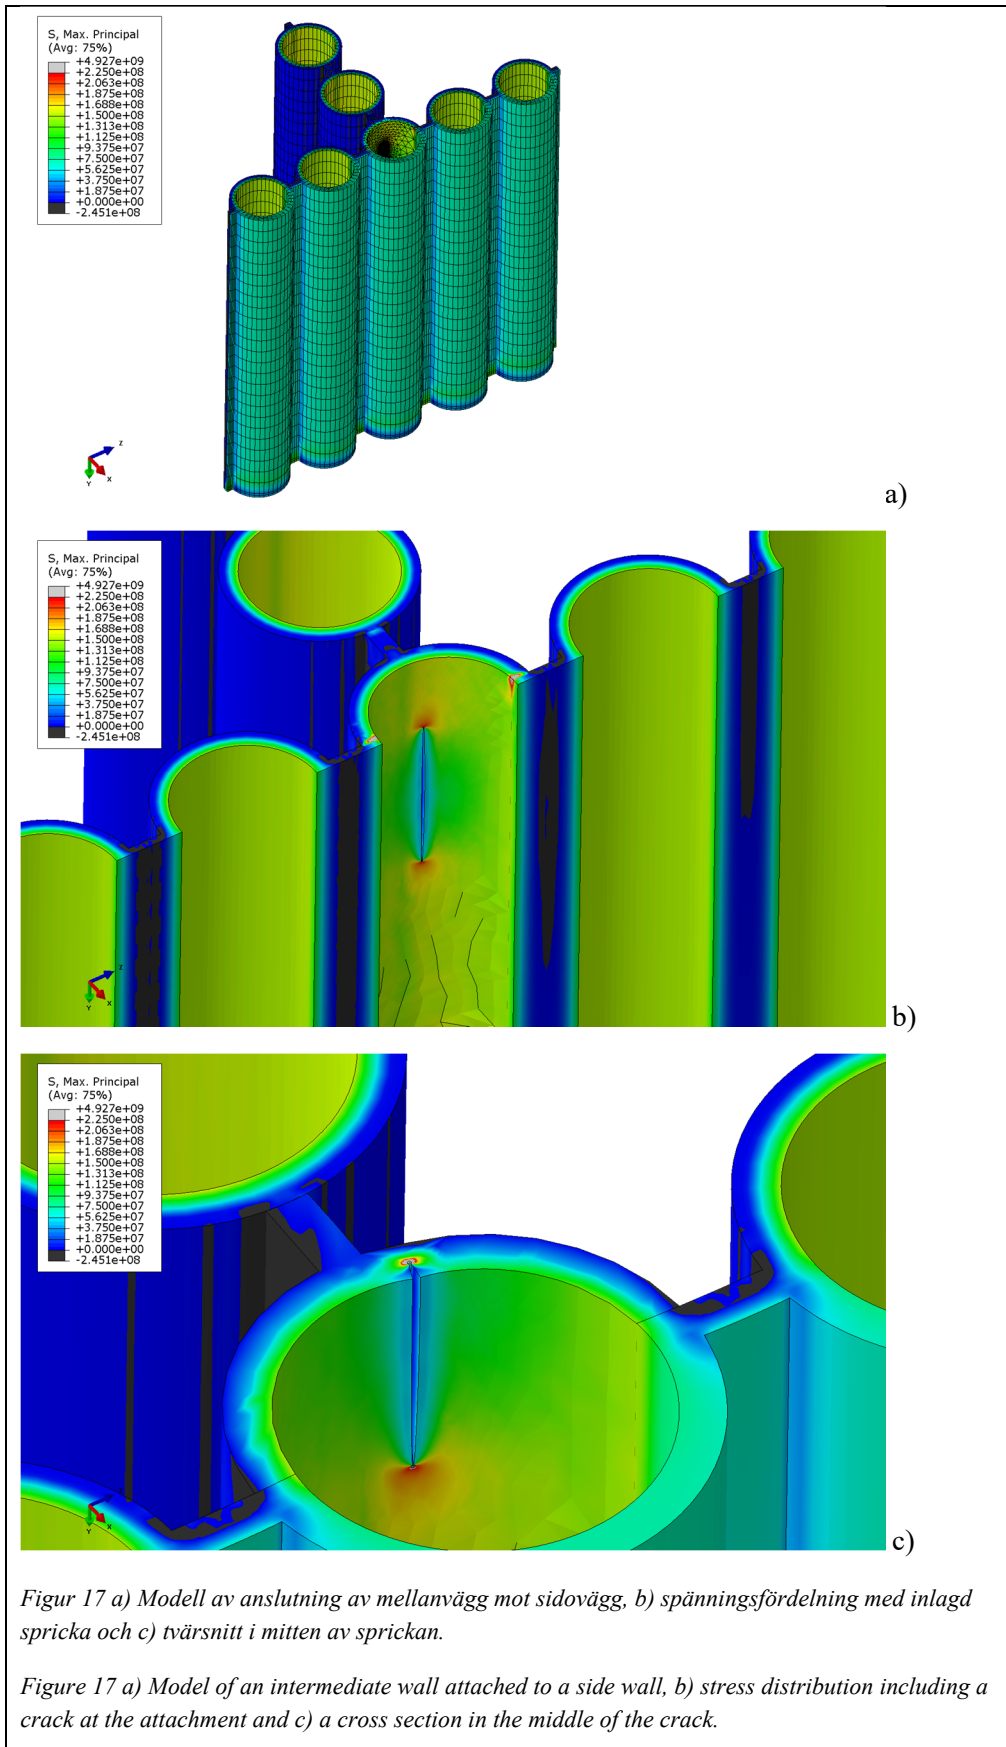 S, Max. Principal
(Avg: 75%)
+4.927e+09
+2.250e+08
+2.063e+08
+1.875e+08
+1.688e+08
+1.500e+08
+1.313e+08
+1.125e+08
+9.375e+07
+7.500e+07
+5.625e+07
+3.750e+07
+1.875e+07
+0.000e+00
-2.451e+08
Z
Y
X
a)
S, Max. Principal
(Avg: 75%)
+4.927e+09
+2.250e+08
+2.063e+08
+1.875e+08
+1.688e+08
+1.500e+08
+1.313e+08
+1.125e+08
+9.375e+07
+7.500e+07
+5.625e+07
+3.750e+07
+1.875e+07
+0.000e+00
-2.451e+08
Z
Y
X
b)
S, Max. Principal
(Avg: 75%)
+4.927e+09
+2.250e+08
+2.063e+08
+1.875e+08
+1.688e+08
+1.500e+08
+1.313e+08
+1.125e+08
+9.375e+07
+7.500e+07
+5.625e+07
+3.750e+07
+1.875e+07
+0.000e+00
-2.451e+08
Y
X
c)
Figur 17 a) Modell av anslutning av mellanvägg mot sidovägg, b) spänningsfördelning med inlagd
spricka och c) tvärsnitt i mitten av sprickan.
Figure 17 a) Model of an intermediate wall attached to a side wall, b) stress distribution including a
crack at the attachment and c) a cross section in the middle of the crack.